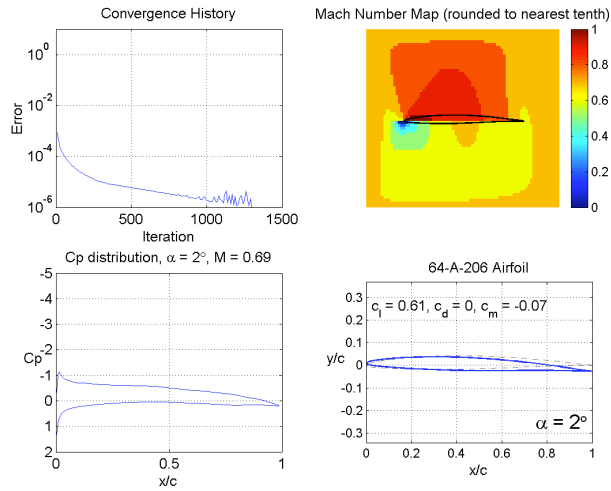 Convergence History
10^0
10^-2
10^-4
10^-6
Error
0 500 1000 1500
Iteration
Mach Number Map (rounded to nearest tenth)
1
0.8
0.6
0.4
0.2
0
Cp distribution, α = 2°, M = 0.69
-5
-4
-3
-2
-1
0
1
2
Cp
0 0.5 1
x/c
64-A-206 Airfoil
c_l = 0.61, c_d = 0, c_m = -0.07
0.3
0.2
0.1
0
-0.1
-0.2
-0.3
y/c
α = 2°
0 0.2 0.4 0.6 0.8 1
x/c